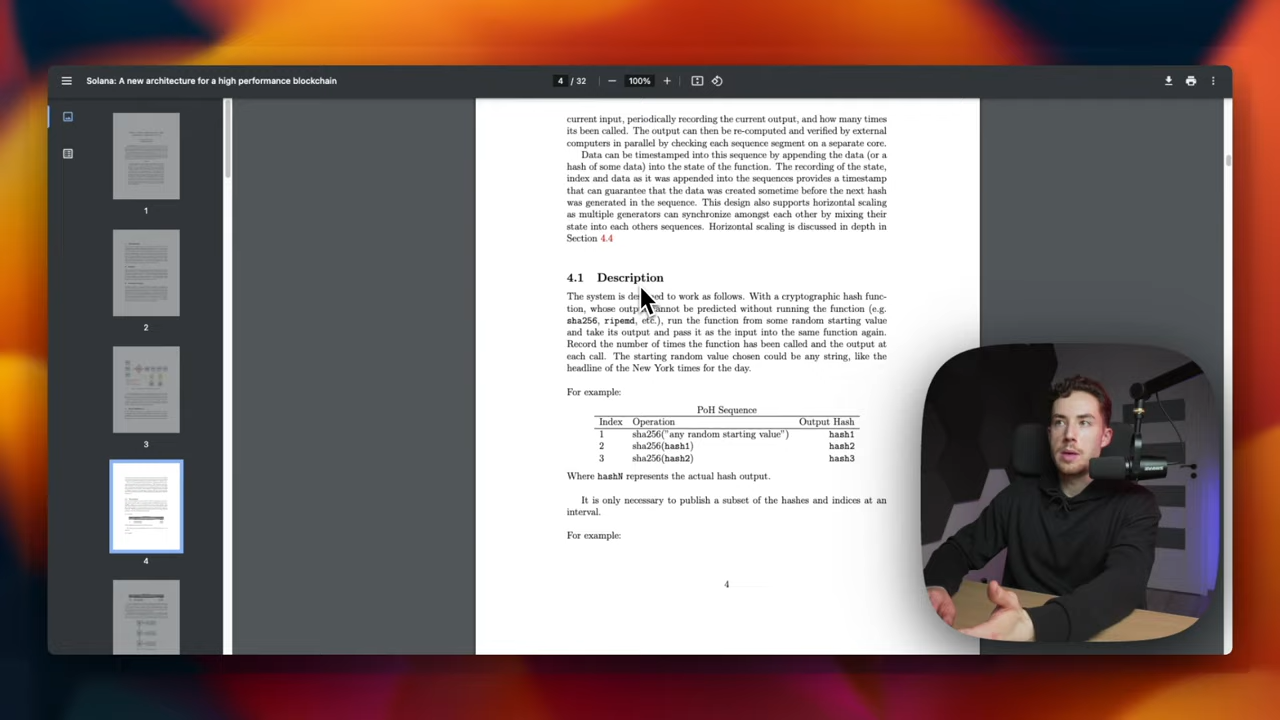 Solana: A new architecture for a high performance blockchain
4 / 32
100%
1
2
3
4
current input, periodically recording the current output, and how many times
its been called. The output can then be re-computed and verified by external
computers in parallel by checking each sequence segment on a separate core.
Data can be timestamped into this sequence by appending the data (or a
hash of some data) into the state of the function. The recording of the state,
index and data as it was appended into the sequences provides a timestamp
that can guarantee that the data was created sometime before the next hash
was generated in the sequence. This design also supports horizontal scaling
as multiple generators can synchronize amongst each other by mixing their
state into each others sequences. Horizontal scaling is discussed in depth in
Section 4.4
4.1 Description
The system is to work as follows. With a cryptographic hash func-
tion, whose cannot be predicted without running the function (e.g.
sha256, ripemd, etc.), run the function from some random starting value
and take its output and pass it as the input into the same function again.
Record the number of times the function has been called and the output at
each call. The starting random value chosen could be any string, like the
headline of the New York times for the day.
For example:
PoH Sequence
Index Operation Output Hash
1 sha256("any random starting value") hash1
2 sha256(hash1) hash2
3 sha256(hash2) hash3
Where hashN represents the actual hash output.
It is only necessary to publish a subset of the hashes and indices at an
interval.
For example:
4